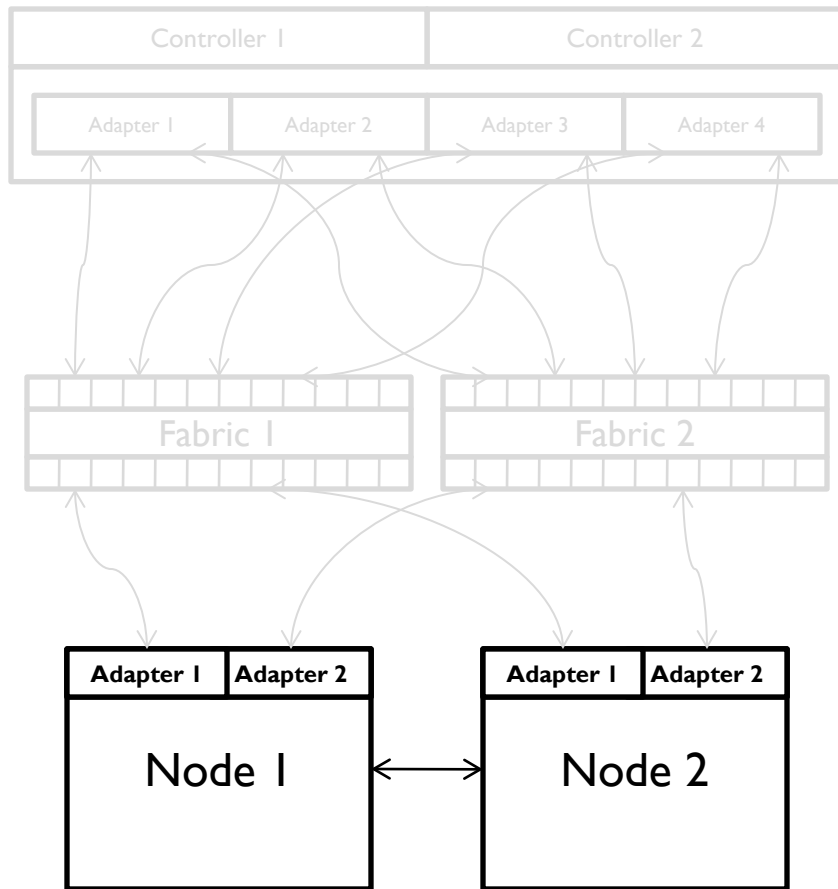 Controller 1 Controller 2
Adapter 1 Adapter 2 Adapter 3 Adapter 4
Fabric 1 Fabric 2
Adapter 1 Adapter 2 Adapter 1 Adapter 2
Node 1 Node 2